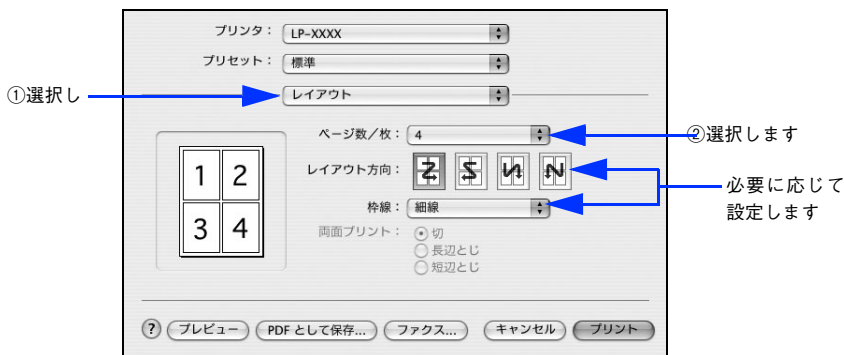 プリンタ： LP-XXXX
プリセット： 標準
①選択し
レイアウト
ページ数／枚： 4
②選択します
レイアウト方向：
1 2
3 4
必要に応じて
設定します
枠線： 細線
両面プリント： 切
長辺とじ
短辺とじ
? プレビュー PDF として保存... ファクス... キャンセル プリント